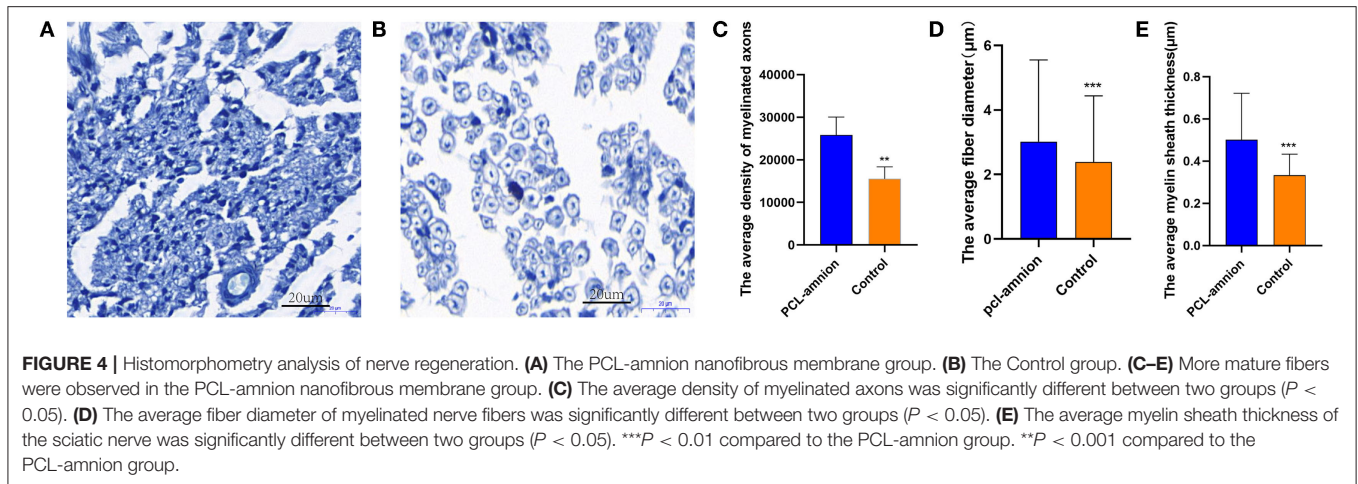 A
B
C
D
E
20um
20 µm
20um
20 µm
The average density of myelinated axons
40000
30000
20000
10000
0
**
PCL-amnion
Control
The average fiber diameter (μm)
6
4
2
0
***
pcl-amnion
Control
The average myelin sheath thickness(μm)
0.8
0.6
0.4
0.2
0.0
***
PCL-amnion
Control
FIGURE 4 | Histomorphometry analysis of nerve regeneration. (A) The PCL-amnion nanofibrous membrane group. (B) The Control group. (C–E) More mature fibers
were observed in the PCL-amnion nanofibrous membrane group. (C) The average density of myelinated axons was significantly different between two groups (P <
0.05). (D) The average fiber diameter of myelinated nerve fibers was significantly different between two groups (P < 0.05). (E) The average myelin sheath thickness of
the sciatic nerve was significantly different between two groups (P < 0.05). ***P < 0.01 compared to the PCL-amnion group. **P < 0.001 compared to the
PCL-amnion group.